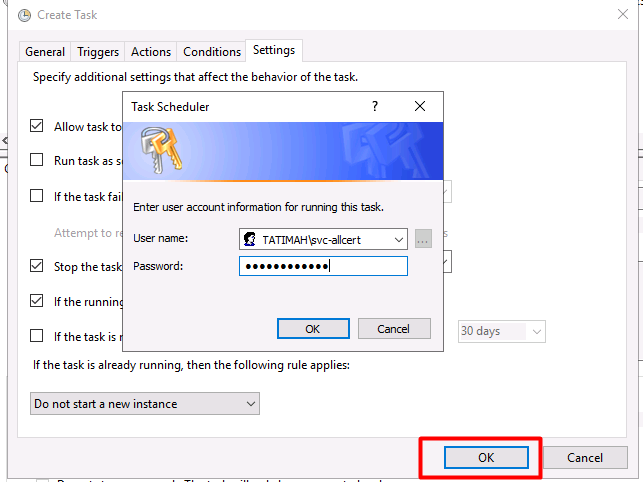 Create Task
General Triggers Actions Conditions Settings
Specify additional settings that affect the behavior of the task.
Allow task to
Run task as
If the task fai
Attempt to re
Stop the task
If the running
If the task is
Task Scheduler
?
Enter user account information for running this task.
User name: TATIMAH\svc-allcert ...
Password: ●●●●●●●●●●●●
OK Cancel
30 days
If the task is already running, then the following rule applies:
Do not start a new instance
OK Cancel